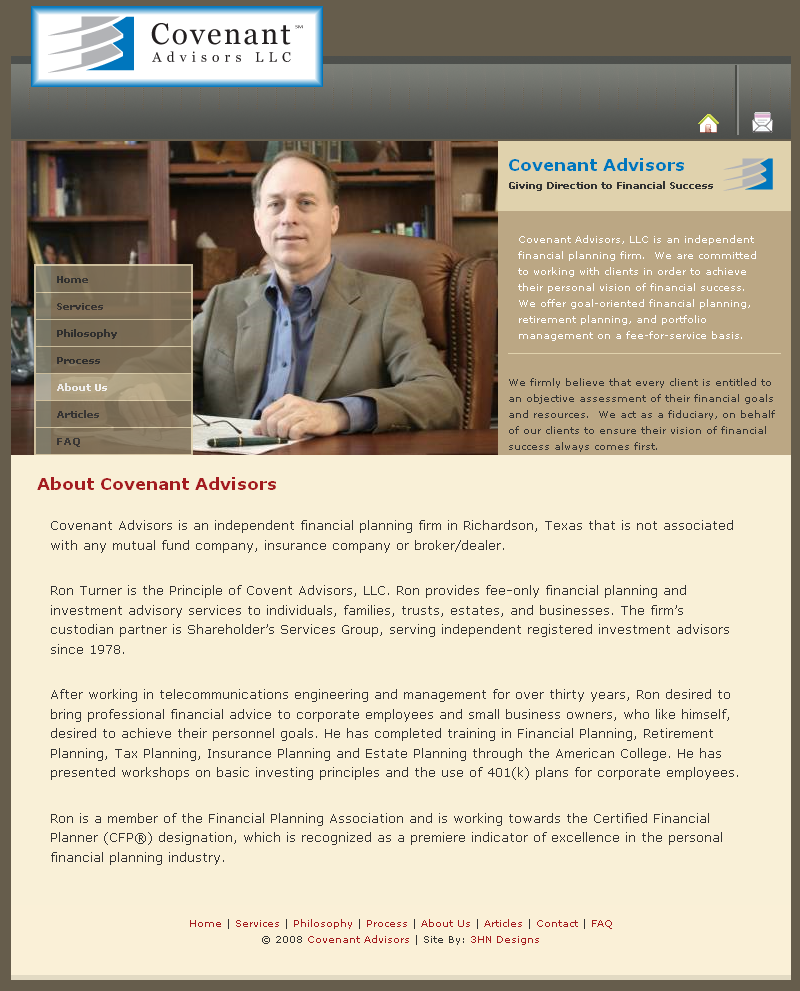 Covenant SM
Advisors LLC
Covenant Advisors
Giving Direction to Financial Success
Covenant Advisors, LLC is an independent
financial planning firm.  We are committed
to working with clients in order to achieve
their personal vision of financial success.
We offer goal-oriented financial planning,
retirement planning, and portfolio
management on a fee-for-service basis.
We firmly believe that every client is entitled to
an objective assessment of their financial goals
and resources.  We act as a fiduciary, on behalf
of our clients to ensure their vision of financial
success always comes first.
Home
Services
Philosophy
Process
About Us
Articles
FAQ
About Covenant Advisors
Covenant Advisors is an independent financial planning firm in Richardson, Texas that is not associated
with any mutual fund company, insurance company or broker/dealer.
Ron Turner is the Principle of Covent Advisors, LLC. Ron provides fee-only financial planning and
investment advisory services to individuals, families, trusts, estates, and businesses. The firm’s
custodian partner is Shareholder’s Services Group, serving independent registered investment advisors
since 1978.
After working in telecommunications engineering and management for over thirty years, Ron desired to
bring professional financial advice to corporate employees and small business owners, who like himself,
desired to achieve their personnel goals. He has completed training in Financial Planning, Retirement
Planning, Tax Planning, Insurance Planning and Estate Planning through the American College. He has
presented workshops on basic investing principles and the use of 401(k) plans for corporate employees.
Ron is a member of the Financial Planning Association and is working towards the Certified Financial
Planner (CFP®) designation, which is recognized as a premiere indicator of excellence in the personal
financial planning industry.
Home | Services | Philosophy | Process | About Us | Articles | Contact | FAQ
© 2008 Covenant Advisors | Site By: 3HN Designs